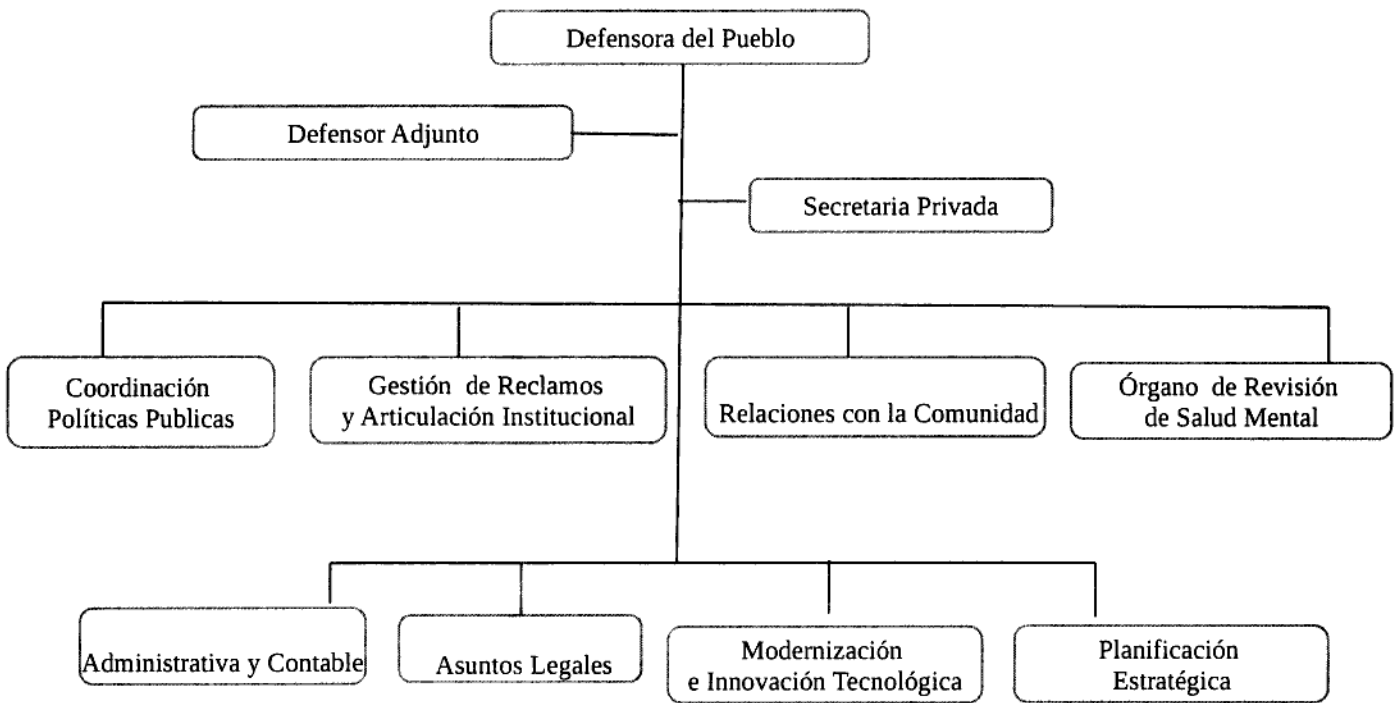 Defensora del Pueblo
Defensor Adjunto
Secretaria Privada
Coordinación
Políticas Publicas
Gestión de Reclamos
y Articulación Institucional
Relaciones con la Comunidad
Órgano de Revisión
de Salud Mental
Administrativa y Contable
Asuntos Legales
Modernización
e Innovación Tecnológica
Planificación
Estratégica